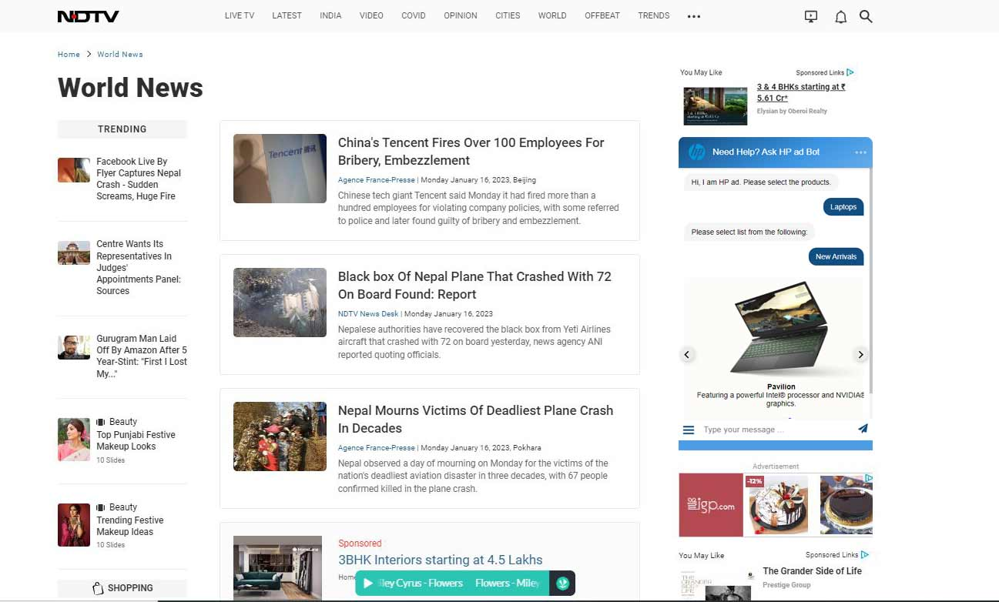 NDTV
LIVE TV LATEST INDIA VIDEO COVID OPINION CITIES WORLD OFFBEAT TRENDS
Home > World News
World News
TRENDING
Facebook Live By
Flyer Captures Nepal
Crash - Sudden
Screams, Huge Fire
Centre Wants Its
Representatives In
Judges'
Appointments Panel:
Sources
Gurugram Man Laid
Off By Amazon After 5
Year-Stint: "First I Lost
My..."
Beauty
Top Punjabi Festive
Makeup Looks
10 Slides
Beauty
Trending Festive
Makeup Ideas
10 Slides
SHOPPING
Tencent 腾讯
China's Tencent Fires Over 100 Employees For
Bribery, Embezzlement
Agence France-Presse | Monday January 16, 2023, Beijing
Chinese tech giant Tencent said Monday it had fired more than a
hundred employees for violating company policies, with some referred
to police and later found guilty of bribery and embezzlement.
Black box Of Nepal Plane That Crashed With 72
On Board Found: Report
NDTV News Desk | Monday January 16, 2023
Nepalese authorities have recovered the black box from Yeti Airlines
aircraft that crashed with 72 on board yesterday, news agency ANI
reported quoting officials.
Nepal Mourns Victims Of Deadliest Plane Crash
In Decades
Agence France-Presse | Monday January 16, 2023, Pokhara
Nepal observed a day of mourning on Monday for the victims of the
nation's deadliest aviation disaster in three decades, with 67 people
confirmed killed in the plane crash.
Sponsored
3BHK Interiors starting at 4.5 Lakhs
Home
ley Cyrus - Flowers Flowers - Miley
You May Like Sponsored Links
3 & 4 BHKs starting at ₹
5.61 Cr*
Elysian by Oberoi Realty
hp Need Help? Ask HP ad Bot
Hi, I am HP ad. Please select the products.
Laptops
Please select list from the following:
New Arrivals
Pavilion
Featuring a powerful Intel® processor and NVIDIA®
graphics.
Type your message ...
Advertisement
igp.com
-12%
You May Like Sponsored Links
The Grander Side of Life
Prestige Group
THE
GRANDER
SIDE